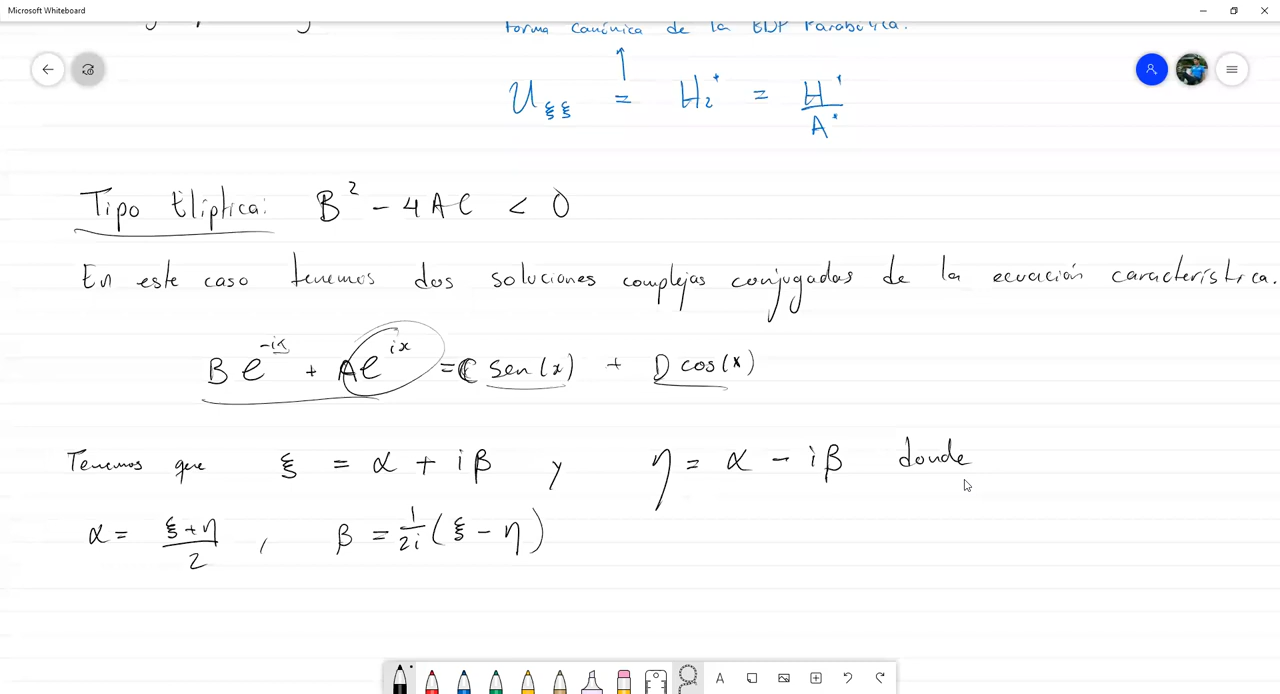 Microsoft Whiteboard
forma canónica de la EDP Parabólica.
U_ξξ = H₂* = H*/A*
Tipo Elíptica: B² - 4AC < 0
En este caso tenemos dos soluciones complejas conjugadas de la ecuación característica.
B e^{-ix} + A e^{ix} = C sen(x) + D cos(x)
Tenemos que ξ = α + iβ y η = α - iβ donde
α = (ξ+η)/2 , β = 1/2i (ξ - η)
A